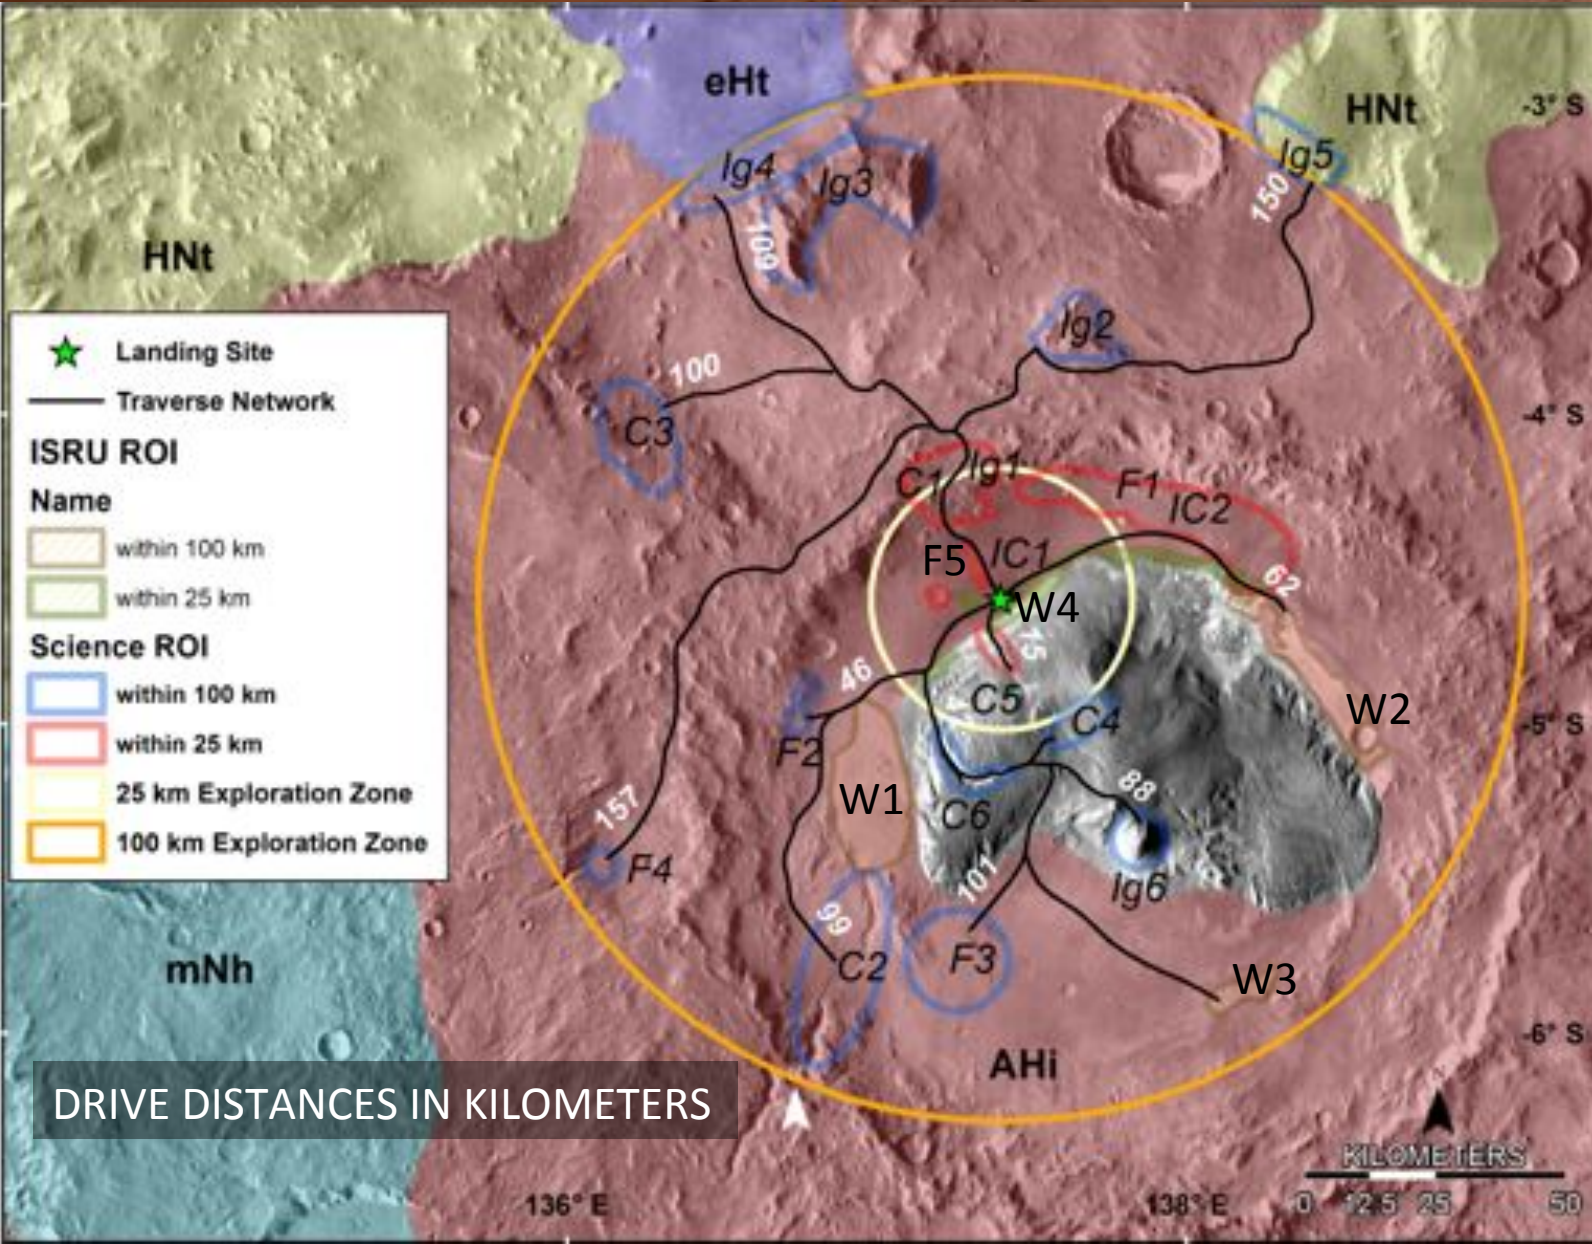 eHt
HNt
-3° S
Ig4
Ig3
Ig5
150
109
HNt
Ig2
Landing Site
Traverse Network
ISRU ROI
Name
within 100 km
within 25 km
Science ROI
within 100 km
within 25 km
25 km Exploration Zone
100 km Exploration Zone
100
C3
-4° S
C1
Ig1
F1
IC2
F5
IC1
62
W4
15
46
C5
C4
W2
-5° S
F2
W1
88
C6
157
F4
101
Ig6
99
C2
F3
W3
mNh
-6° S
AHi
DRIVE DISTANCES IN KILOMETERS
KILOMETERS
136° E
138° E
0 12.5 25 50